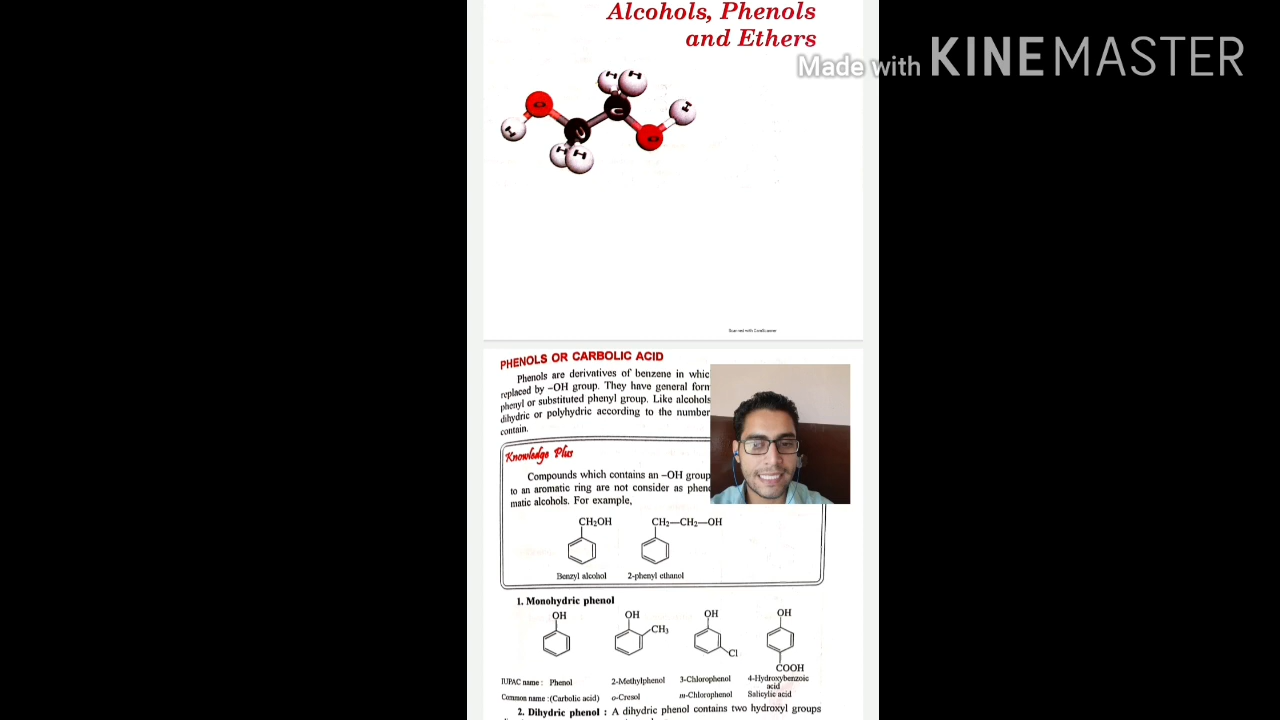 Alcohols, Phenols
and Ethers
Made with KINEMASTER
H
H
O
H
C
C
O
H
H
H
Scanned with CamScanner
PHENOLS OR CARBOLIC ACID
Phenols are derivatives of benzene in whic
replaced by –OH group. They have general form
phenyl or substituted phenyl group. Like alcohols
dihydric or polyhydric according to the number
contain.
Knowledge Plus
Compounds which contains an –OH group
to an aromatic ring are not consider as phen
matic alcohols. For example,
CH₂OH
CH₂—CH₂—OH
Benzyl alcohol
2-phenyl ethanol
1. Monohydric phenol
OH
OH
OH
OH
CH₃
Cl
COOH
IUPAC name : Phenol
2-Methylphenol
3-Chlorophenol
4-Hydroxybenzoic
acid
Common name :(Carbolic acid)
o-Cresol
m-Chlorophenol
Salicylic acid
2. Dihydric phenol : A dihydric phenol contains two hydroxyl groups